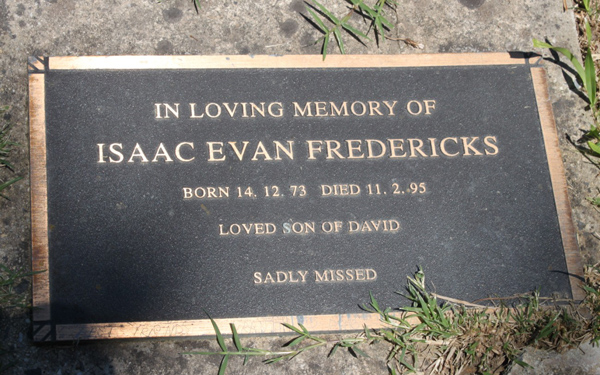 IN LOVING MEMORY OF
ISAAC EVAN FREDERICKS
BORN 14. 12. 73 DIED 11. 2. 95
LOVED SON OF DAVID
SADLY MISSED